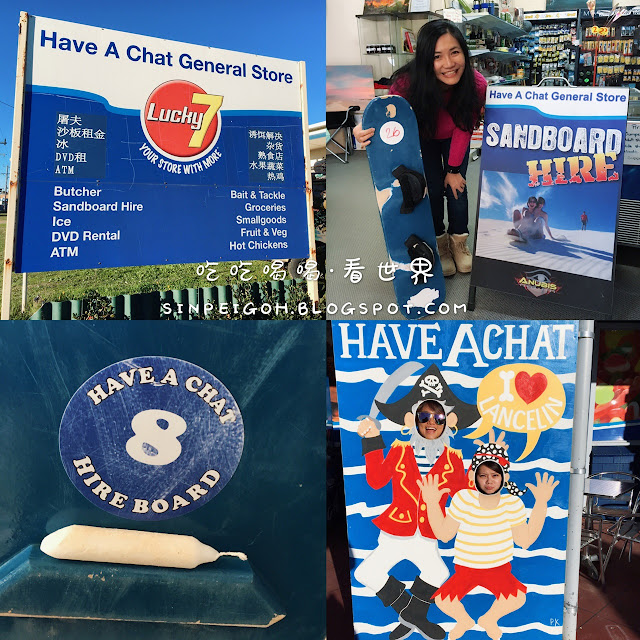 Have A Chat General Store
Lucky 7
YOUR STORE WITH MORE
屠夫
沙板租金
冰
DVD租
ATM
诱饵解决
杂货
熟食店
水果蔬菜
热鸡
Butcher
Sandboard Hire
Ice
DVD Rental
ATM
Bait & Tackle
Groceries
Smallgoods
Fruit & Veg
Hot Chickens
26
Have A Chat General Store
SANDBOARD
HIRE
ANUBIS
吃吃喝喝·看世界
SINPEIGOH.BLOGSPOT.COM
HAVE A CHAT
8
HIRE BOARD
HAVE A CHAT
I
LANCELIN
P.K